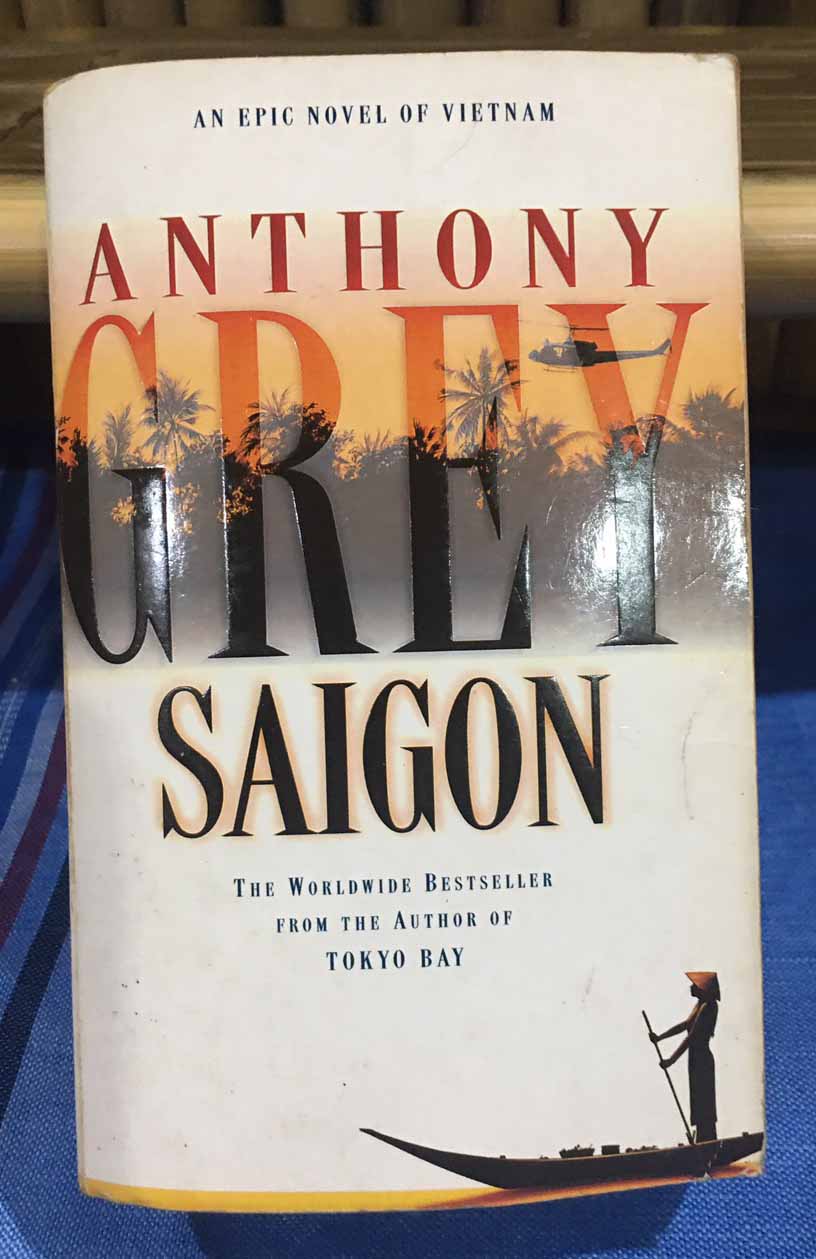 AN EPIC NOVEL OF VIETNAM
ANTHONY
GREY
SAIGON
THE WORLDWIDE BESTSELLER
FROM THE AUTHOR OF
TOKYO BAY